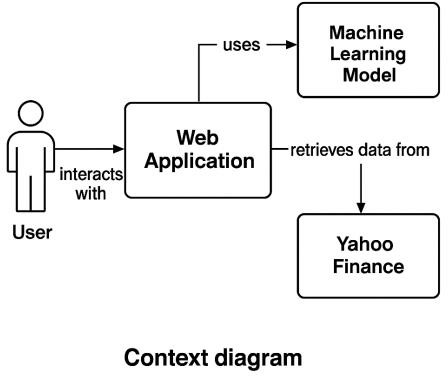 User
interacts
with
Web
Application
uses
Machine
Learning
Model
retrieves data from
Yahoo
Finance
Context diagram